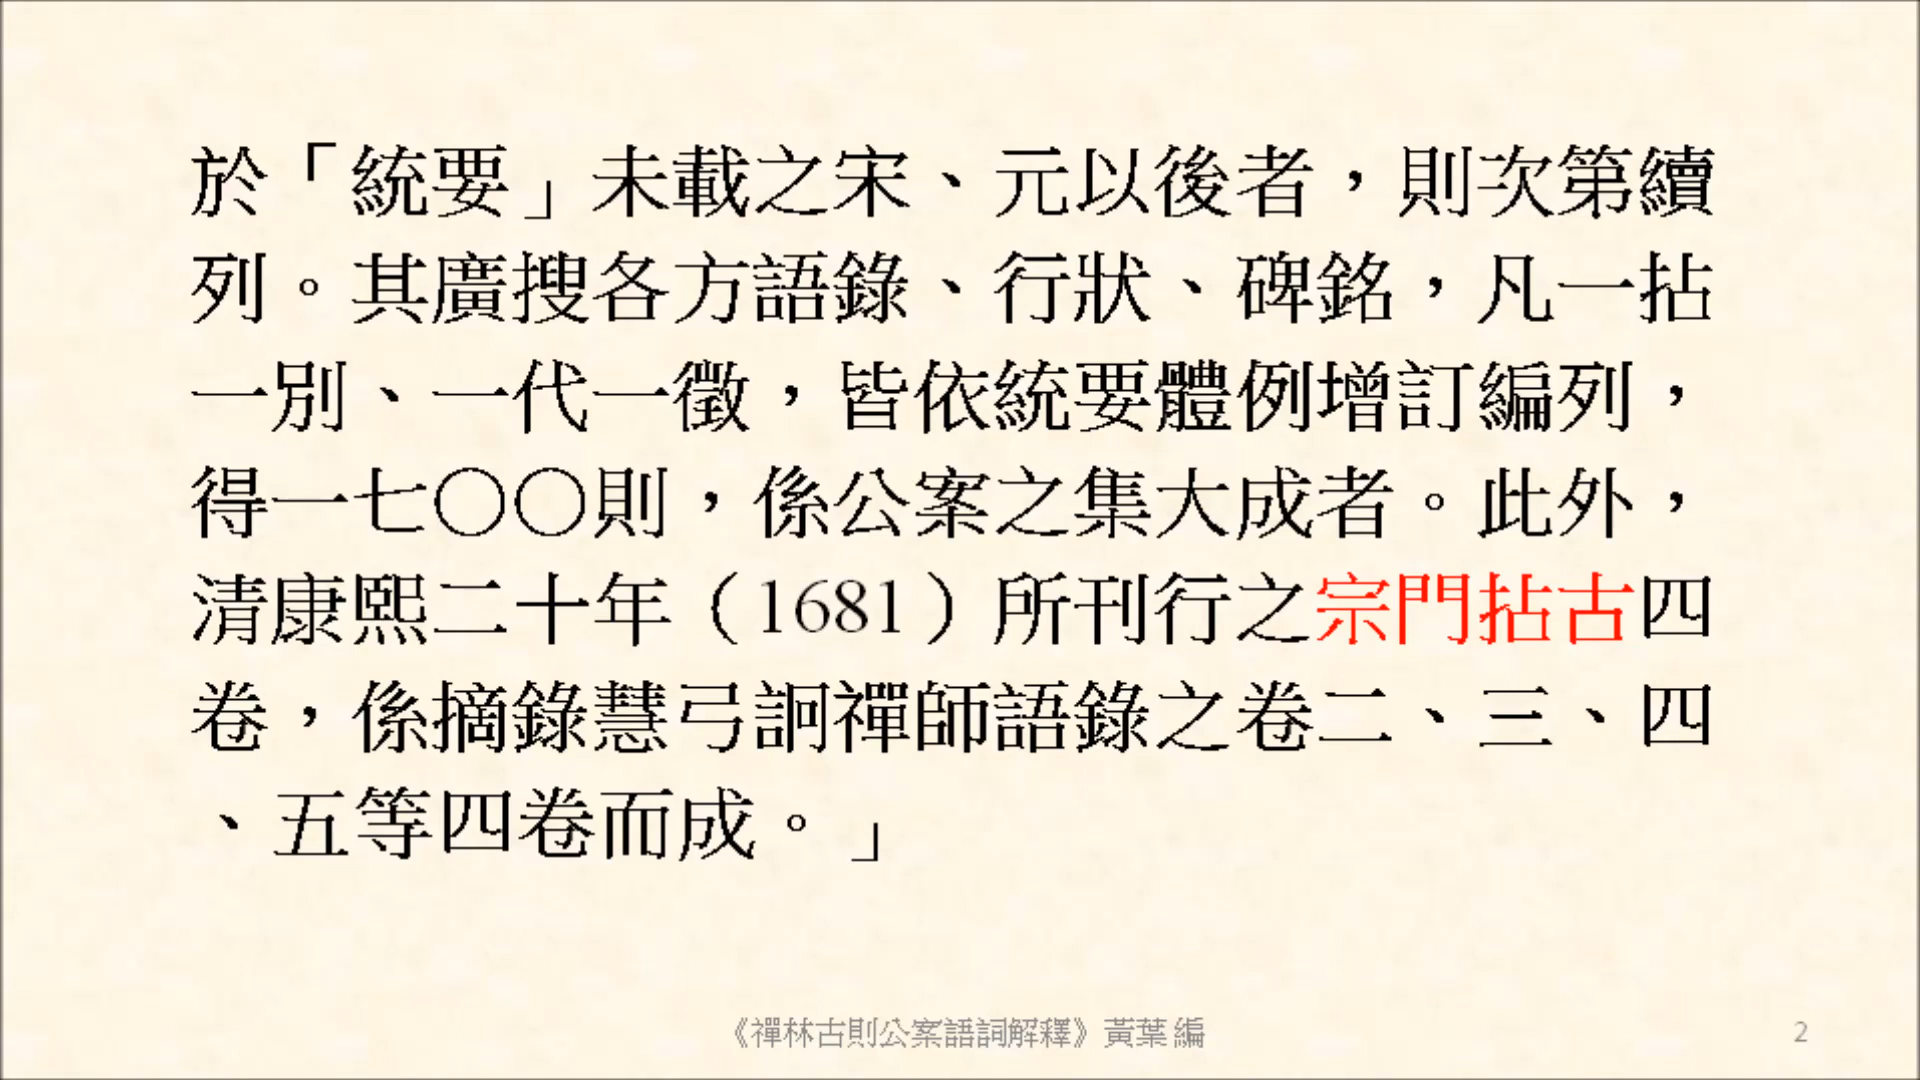 於「統要」未載之宋、元以後者，則次第續
列。其廣搜各方語錄、行狀、碑銘，凡一拈
一別、一代一徵，皆依統要體例增訂編列，
得一七〇〇則，係公案之集大成者。此外，
清康熙二十年（1681）所刊行之宗門拈古四
卷，係摘錄慧弓詗禪師語錄之卷二、三、四
、五等四卷而成。」
《禪林古則公案語詞解釋》黃葉 編
2